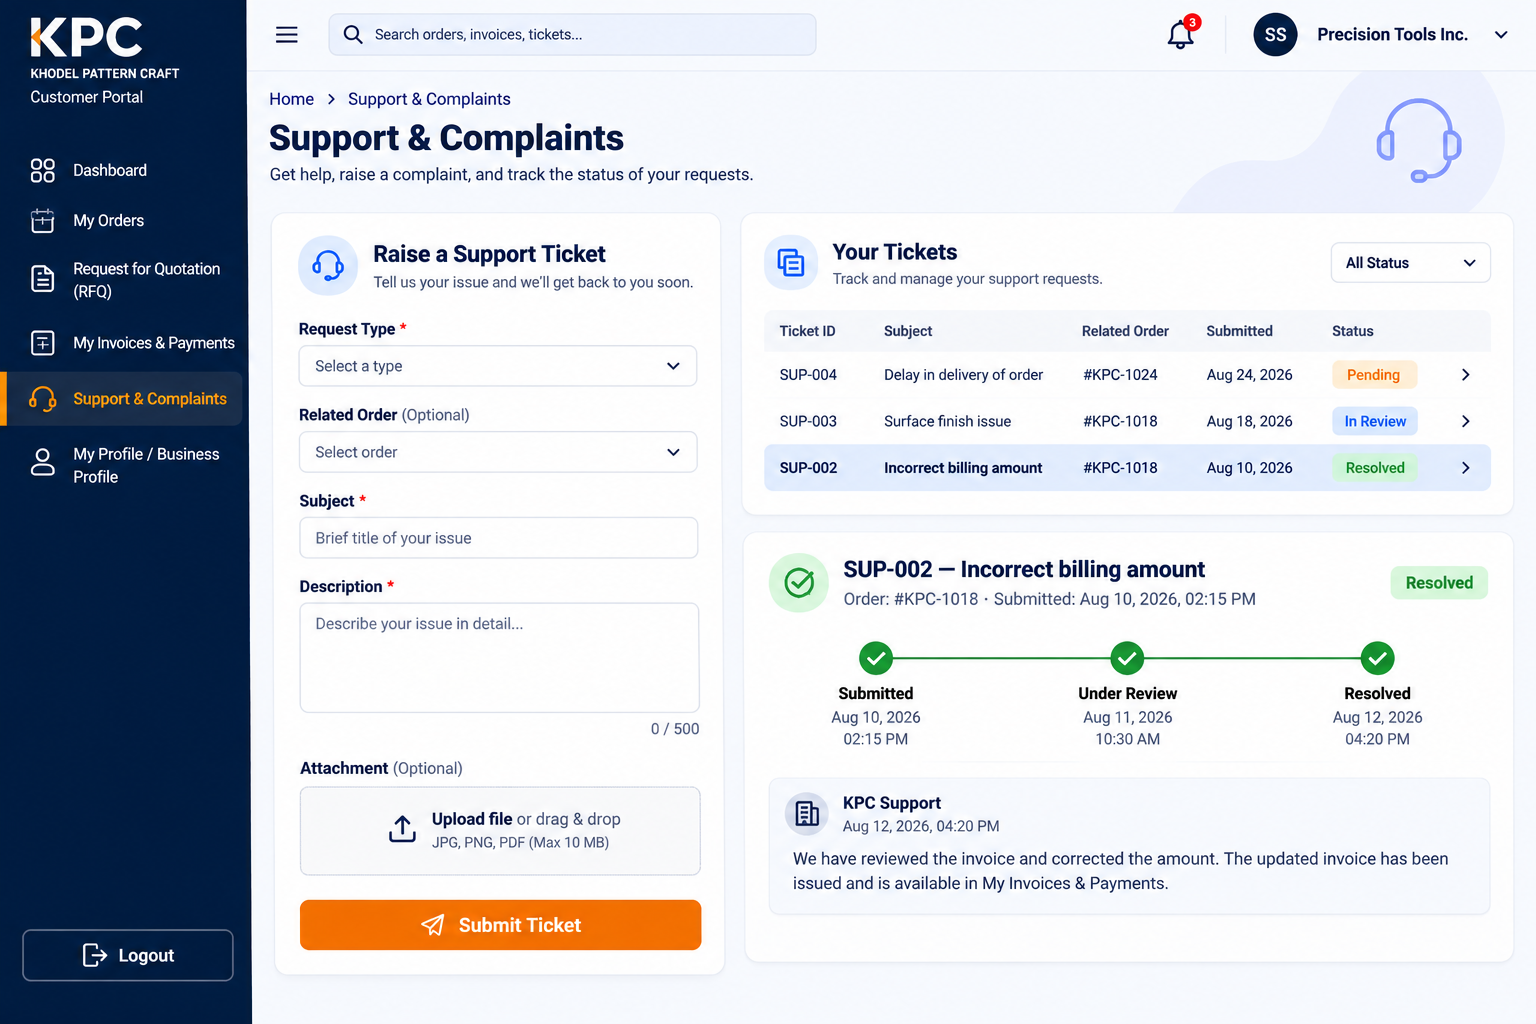 KPC
KHODEL PATTERN CRAFT
Customer Portal
Dashboard
My Orders
Request for Quotation
(RFQ)
My Invoices & Payments
Support & Complaints
My Profile / Business
Profile
Logout
Search orders, invoices, tickets...
3
SS
Precision Tools Inc.
Home > Support & Complaints
Support & Complaints
Get help, raise a complaint, and track the status of your requests.
Raise a Support Ticket
Tell us your issue and we'll get back to you soon.
Request Type *
Select a type
Related Order (Optional)
Select order
Subject *
Brief title of your issue
Description *
Describe your issue in detail...
0 / 500
Attachment (Optional)
Upload file or drag & drop
JPG, PNG, PDF (Max 10 MB)
Submit Ticket
Your Tickets
Track and manage your support requests.
All Status
Ticket ID Subject Related Order Submitted Status
SUP-004 Delay in delivery of order #KPC-1024 Aug 24, 2026 Pending
SUP-003 Surface finish issue #KPC-1018 Aug 18, 2026 In Review
SUP-002 Incorrect billing amount #KPC-1018 Aug 10, 2026 Resolved
SUP-002 — Incorrect billing amount
Order: #KPC-1018 · Submitted: Aug 10, 2026, 02:15 PM
Resolved
Submitted Under Review Resolved
Aug 10, 2026 Aug 11, 2026 Aug 12, 2026
02:15 PM 10:30 AM 04:20 PM
KPC Support
Aug 12, 2026, 04:20 PM
We have reviewed the invoice and corrected the amount. The updated invoice has been
issued and is available in My Invoices & Payments.